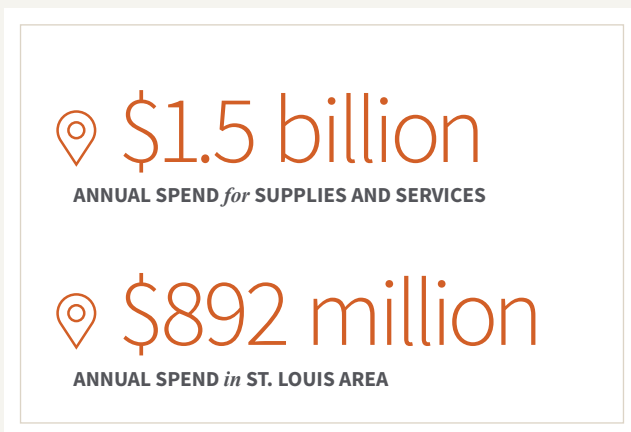 $1.5 billion
ANNUAL SPEND for SUPPLIES AND SERVICES
$892 million
ANNUAL SPEND in ST. LOUIS AREA